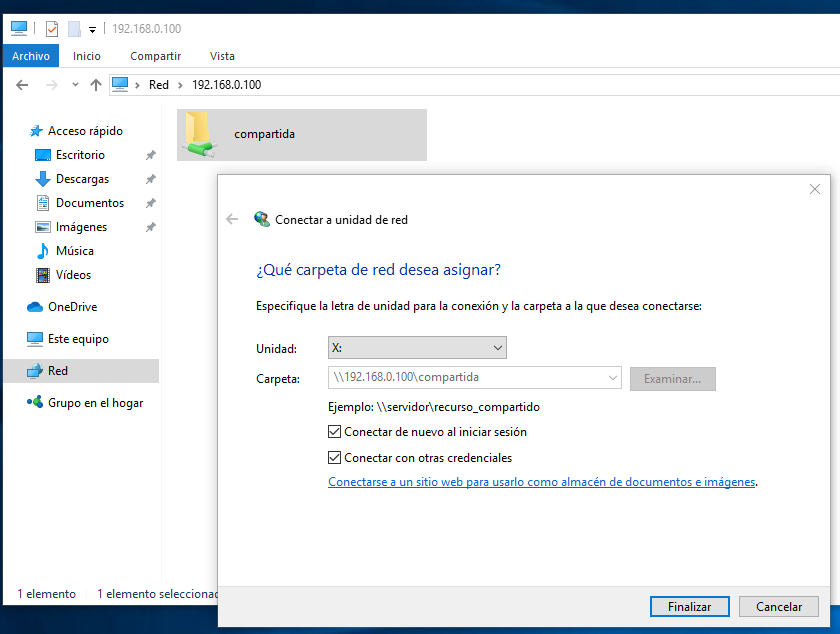 192.168.0.100
Archivo Inicio Compartir Vista
Red 192.168.0.100
Acceso rápido
Escritorio
Descargas
Documentos
Imágenes
Música
Vídeos
OneDrive
Este equipo
Red
Grupo en el hogar
compartida
Conectar a unidad de red
¿Qué carpeta de red desea asignar?
Especifique la letra de unidad para la conexión y la carpeta a la que desea conectarse:
Unidad: X:
Carpeta: \\192.168.0.100\compartida Examinar...
Ejemplo: \\servidor\recurso_compartido
Conectar de nuevo al iniciar sesión
Conectar con otras credenciales
Conectarse a un sitio web para usarlo como almacén de documentos e imágenes.
Finalizar Cancelar
1 elemento 1 elemento seleccionad